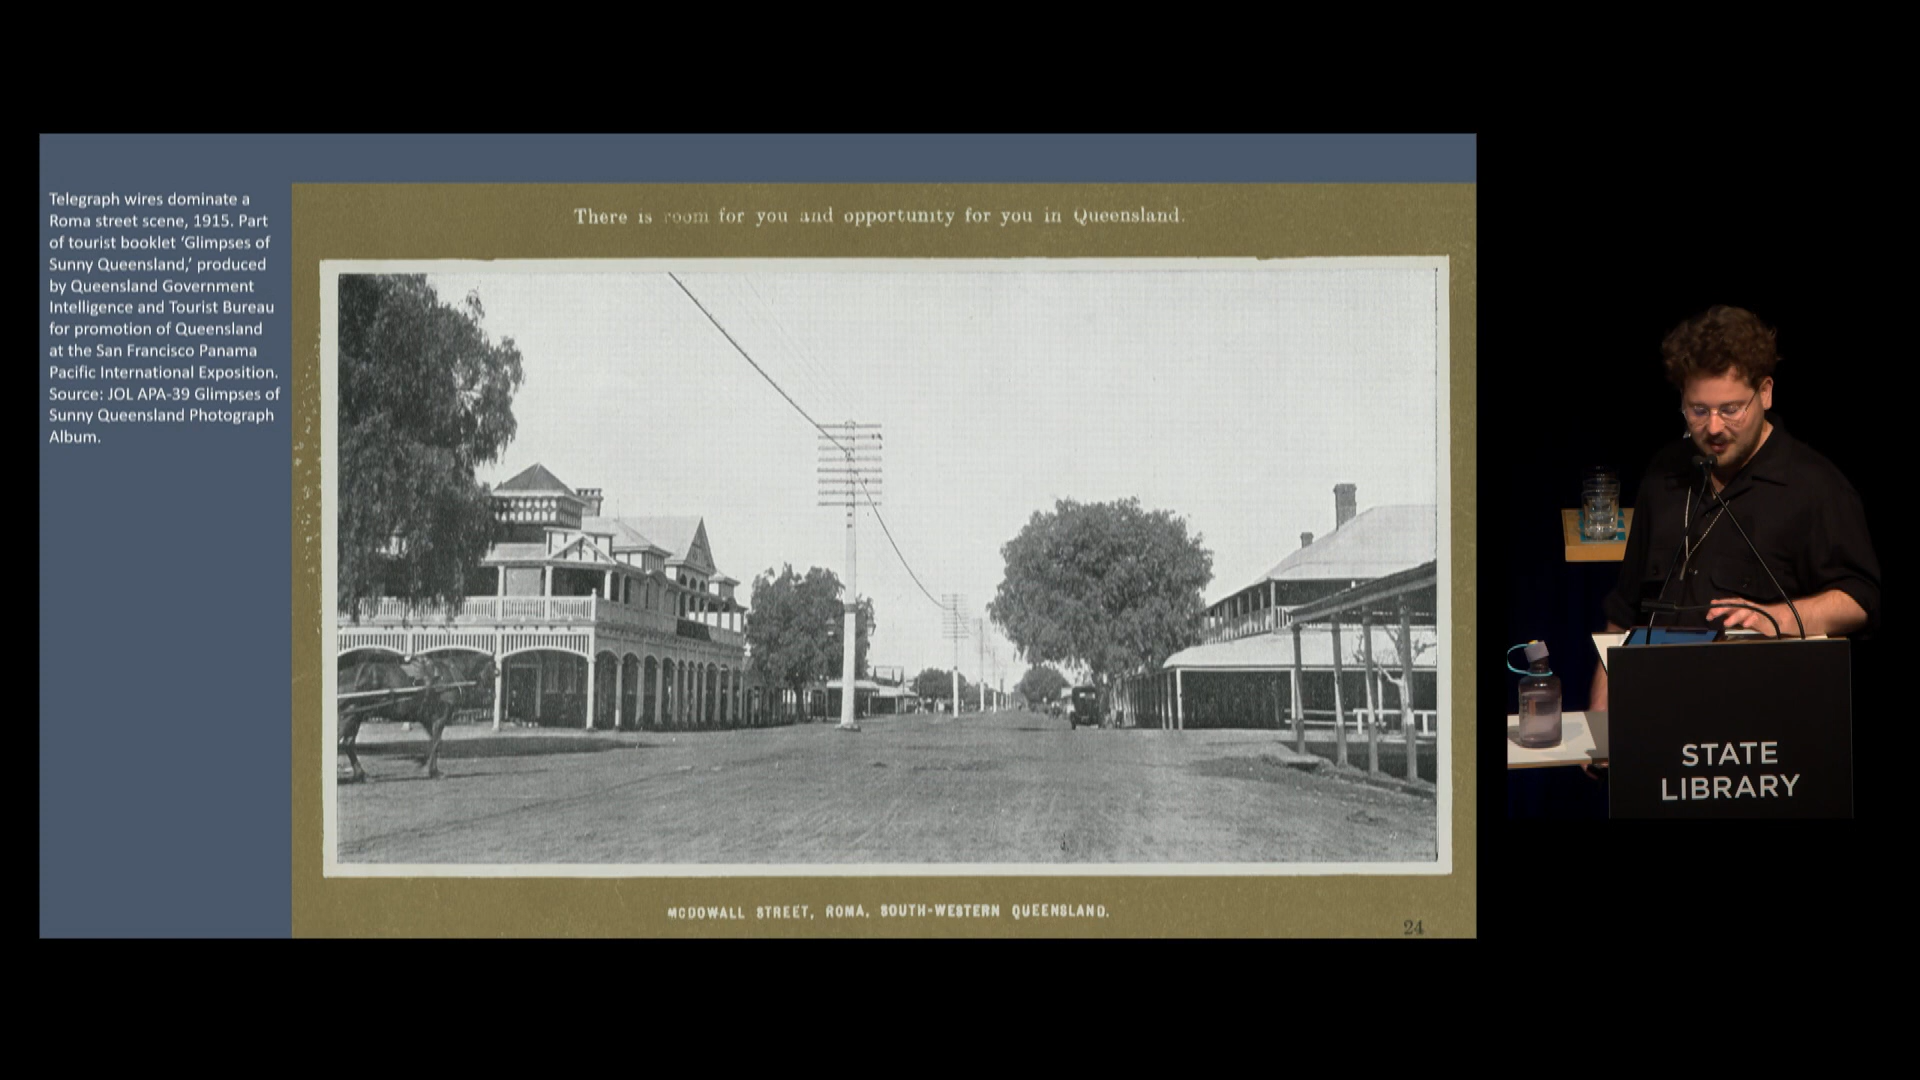 Telegraph wires dominate a
Roma street scene, 1915. Part
of tourist booklet ‘Glimpses of
Sunny Queensland,’ produced
by Queensland Government
Intelligence and Tourist Bureau
for promotion of Queensland
at the San Francisco Panama
Pacific International Exposition.
Source: JOL APA-39 Glimpses of
Sunny Queensland Photograph
Album.
There is room for you and opportunity for you in Queensland.
MCDOWALL STREET, ROMA, SOUTH-WESTERN QUEENSLAND.
24
STATE
LIBRARY